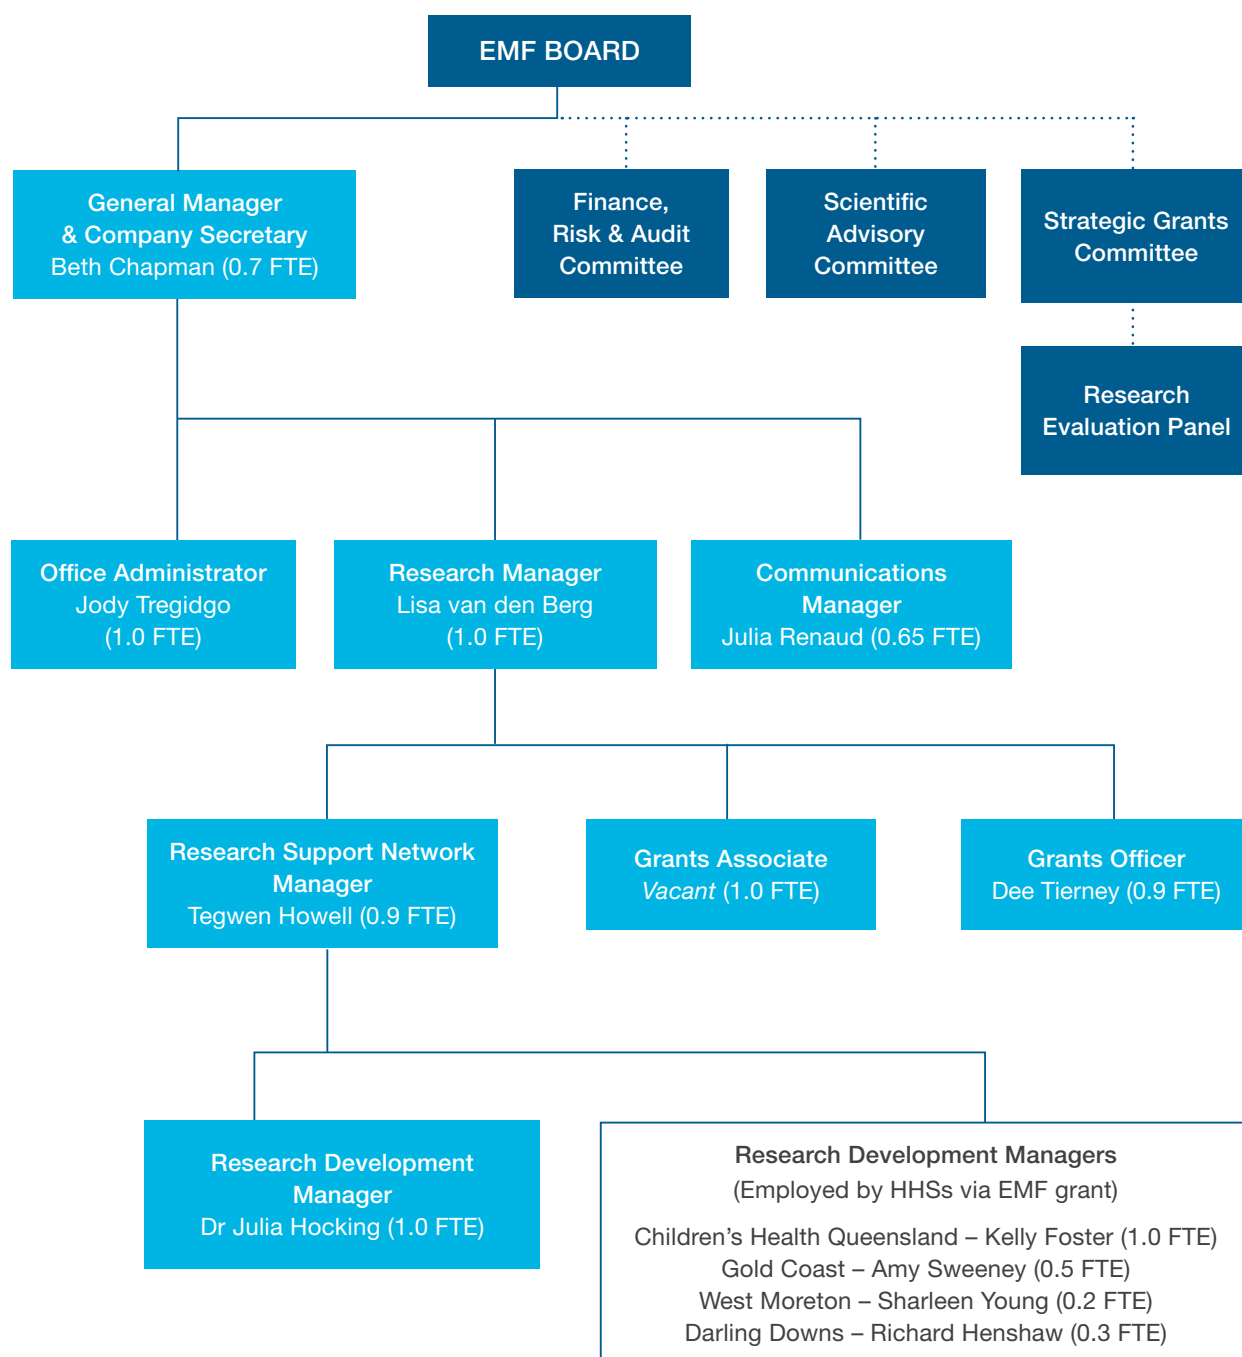 EMF BOARD
General Manager
& Company Secretary
Beth Chapman (0.7 FTE)
Finance,
Risk & Audit
Committee
Scientific
Advisory
Committee
Strategic Grants
Committee
Research
Evaluation Panel
Office Administrator
Jody Tregidgo
(1.0 FTE)
Research Manager
Lisa van den Berg
(1.0 FTE)
Communications
Manager
Julia Renaud (0.65 FTE)
Research Support Network
Manager
Tegwen Howell (0.9 FTE)
Grants Associate
Vacant (1.0 FTE)
Grants Officer
Dee Tierney (0.9 FTE)
Research Development
Manager
Dr Julia Hocking (1.0 FTE)
Research Development Managers
(Employed by HHSs via EMF grant)
Children’s Health Queensland – Kelly Foster (1.0 FTE)
Gold Coast – Amy Sweeney (0.5 FTE)
West Moreton – Sharleen Young (0.2 FTE)
Darling Downs – Richard Henshaw (0.3 FTE)